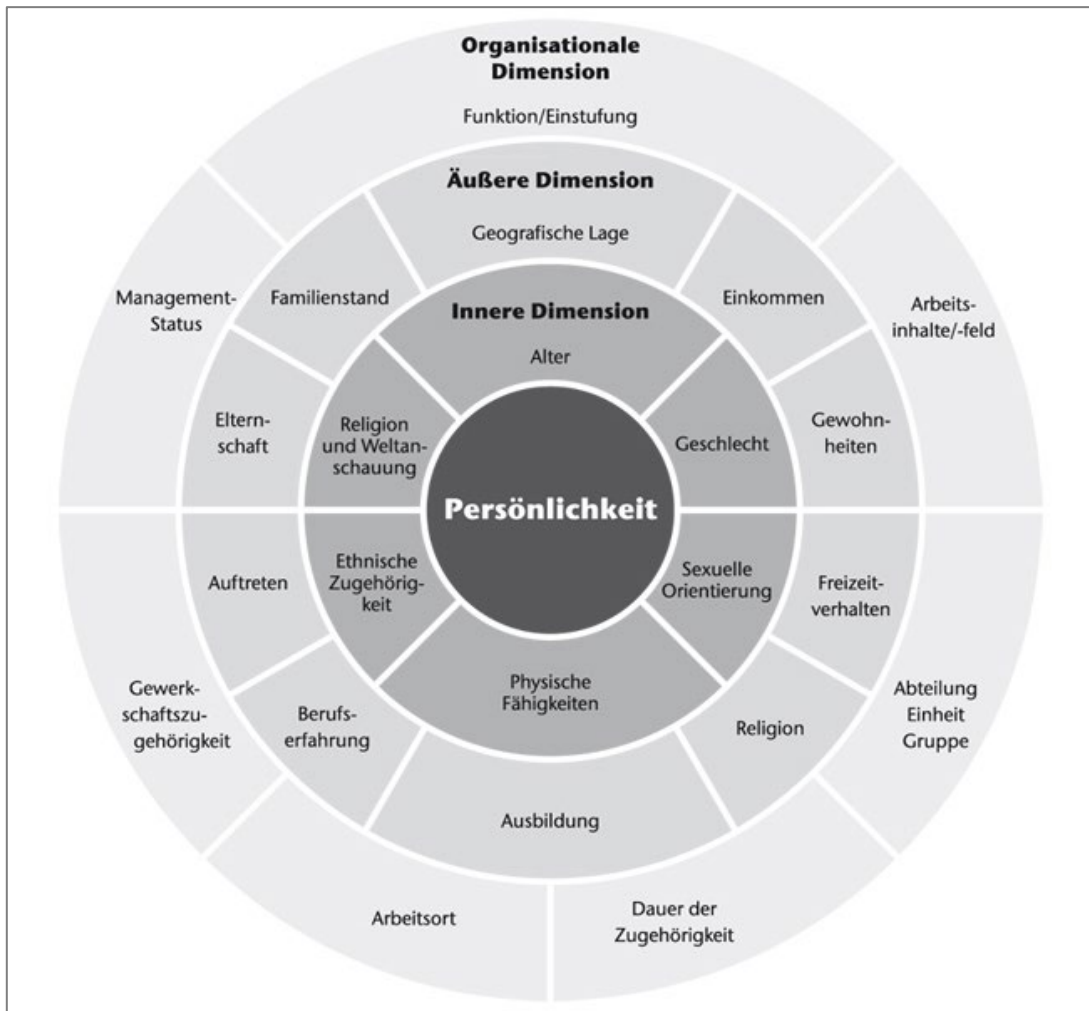 Organisationale
Dimension
Funktion/Einstufung
Äußere Dimension
Geografische Lage
Management-
Status
Familienstand
Einkommen
Arbeits-
inhalte/-feld
Innere Dimension
Alter
Eltern-
schaft
Religion
und Weltan-
schauung
Geschlecht
Gewohn-
heiten
Persönlichkeit
Auftreten
Ethnische
Zugehörig-
keit
Sexuelle
Orientierung
Freizeit-
verhalten
Gewerk-
schaftszu-
gehörigkeit
Berufs-
erfahrung
Physische
Fähigkeiten
Religion
Abteilung
Einheit
Gruppe
Ausbildung
Arbeitsort
Dauer der
Zugehörigkeit